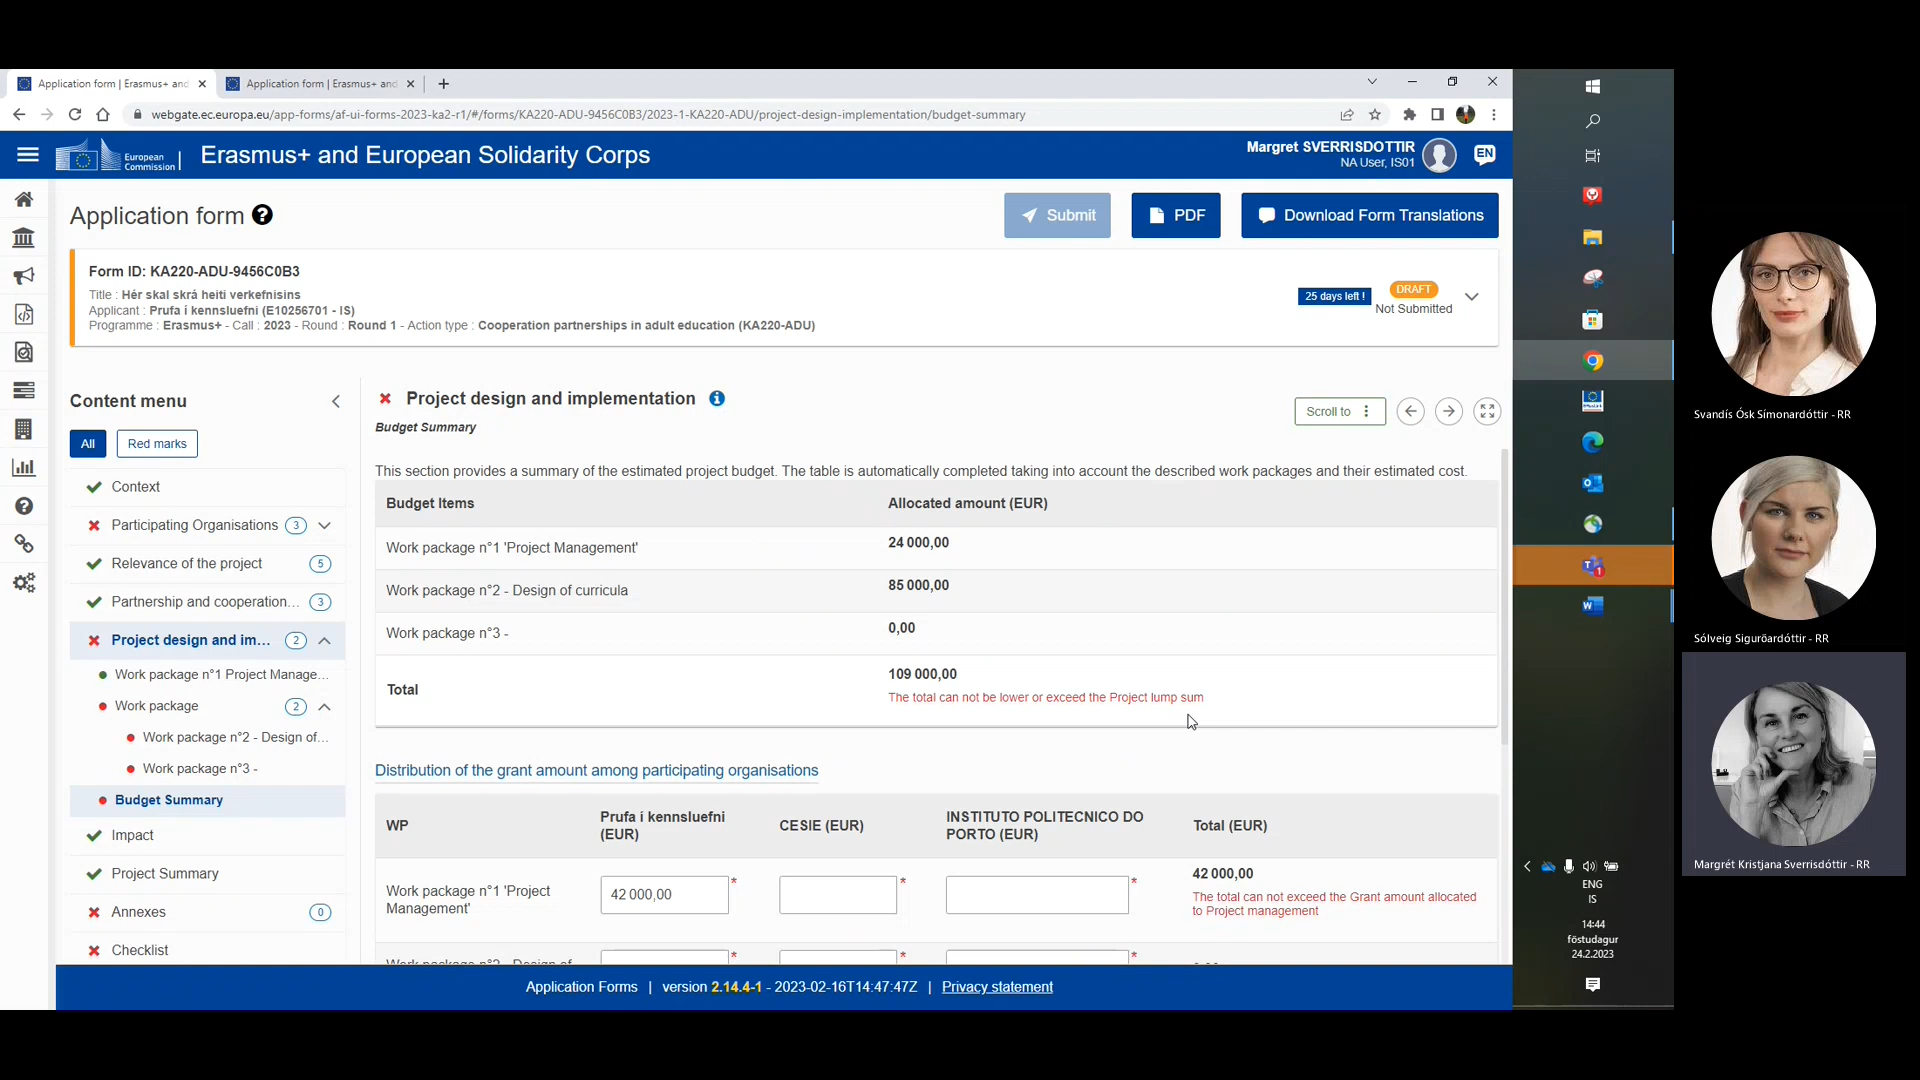 Application form | Erasmus+ and
Application form | Erasmus+ and
webgate.ec.europa.eu/app-forms/af-ui-forms-2023-ka2-r1/#/forms/KA220-ADU-9456C0B3/2023-1-KA220-ADU/project-design-implementation/budget-summary
European
Commission
Erasmus+ and European Solidarity Corps
Margret SVERRISDOTTIR
NA User, IS01
EN
Application form
Submit
PDF
Download Form Translations
Form ID: KA220-ADU-9456C0B3
Title : Hér skal skrá heiti verkefnisins
Applicant : Prufa í kennsluefni (E10256701 - IS)
Programme : Erasmus+ - Call : 2023 - Round : Round 1 - Action type : Cooperation partnerships in adult education (KA220-ADU)
25 days left !
DRAFT
Not Submitted
Content menu
All
Red marks
Context
Participating Organisations 3
Relevance of the project 5
Partnership and cooperation... 3
Project design and im... 2
Work package n°1 Project Manage...
Work package 2
Work package n°2 - Design of...
Work package n°3 -
Budget Summary
Impact
Project Summary
Annexes 0
Checklist
Project design and implementation
Budget Summary
Scroll to
This section provides a summary of the estimated project budget. The table is automatically completed taking into account the described work packages and their estimated cost.
Budget Items Allocated amount (EUR)
Work package n°1 'Project Management' 24 000,00
Work package n°2 - Design of curricula 85 000,00
Work package n°3 - 0,00
Total 109 000,00
The total can not be lower or exceed the Project lump sum
Distribution of the grant amount among participating organisations
WP
Prufa í kennsluefni
(EUR)
CESIE (EUR)
INSTITUTO POLITECNICO DO
PORTO (EUR)
Total (EUR)
Work package n°1 'Project
Management'
42 000,00
42 000,00
The total can not exceed the Grant amount allocated
to Project management
Work package n°2 - Design of
Application Forms | version 2.14.4-1 - 2023-02-16T14:47:47Z | Privacy statement
ENG
IS
14:44
föstudagur
24.2.2023
Svandís Ósk Símonardóttir - RR
Sólveig Sigurðardóttir - RR
Margrét Kristjana Sverrisdóttir - RR